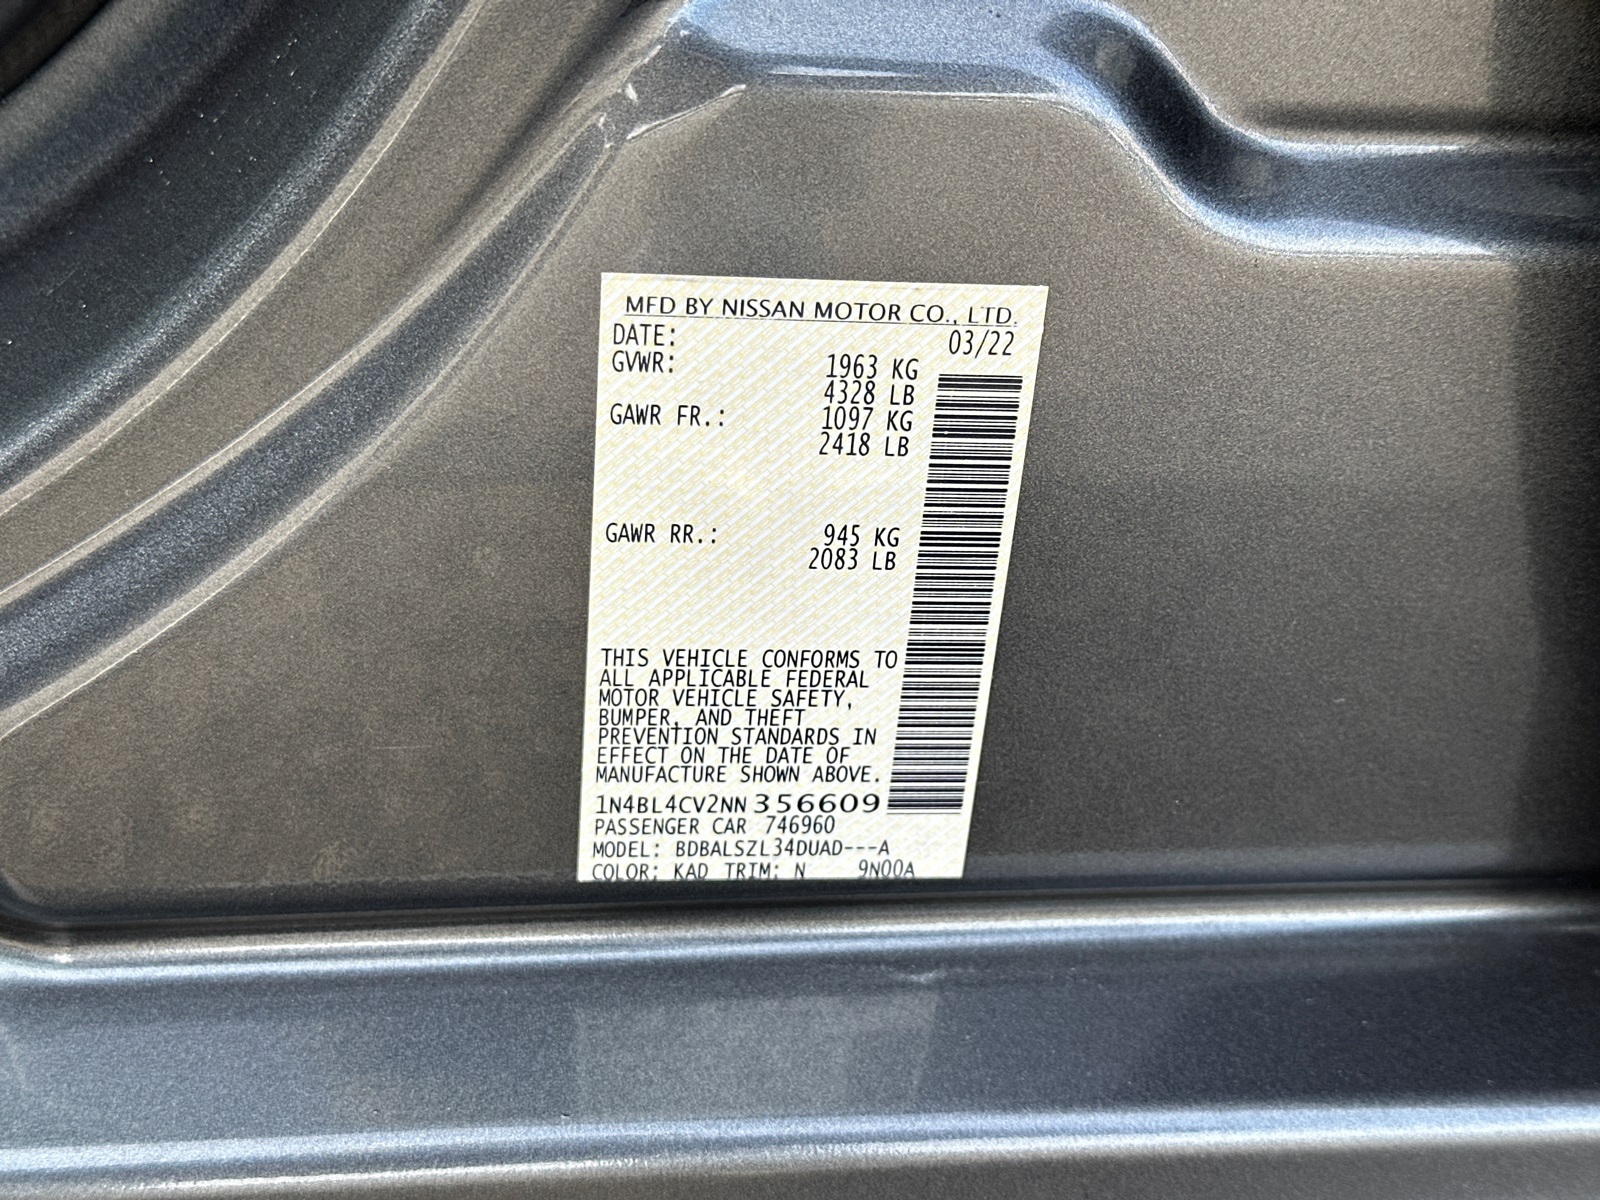 MFD BY NISSAN MOTOR CO., LTD.
DATE: 03/22
GVWR: 1963 KG
4328 LB
GAWR FR.: 1097 KG
2418 LB
GAWR RR.: 945 KG
2083 LB
THIS VEHICLE CONFORMS TO
ALL APPLICABLE FEDERAL
MOTOR VEHICLE SAFETY,
BUMPER, AND THEFT
PREVENTION STANDARDS IN
EFFECT ON THE DATE OF
MANUFACTURE SHOWN ABOVE.
1N4BL4CV2NN356609
PASSENGER CAR 746960
MODEL: BDBALSZL34DUAD---A
COLOR: KAD TRIM: N 9N00A